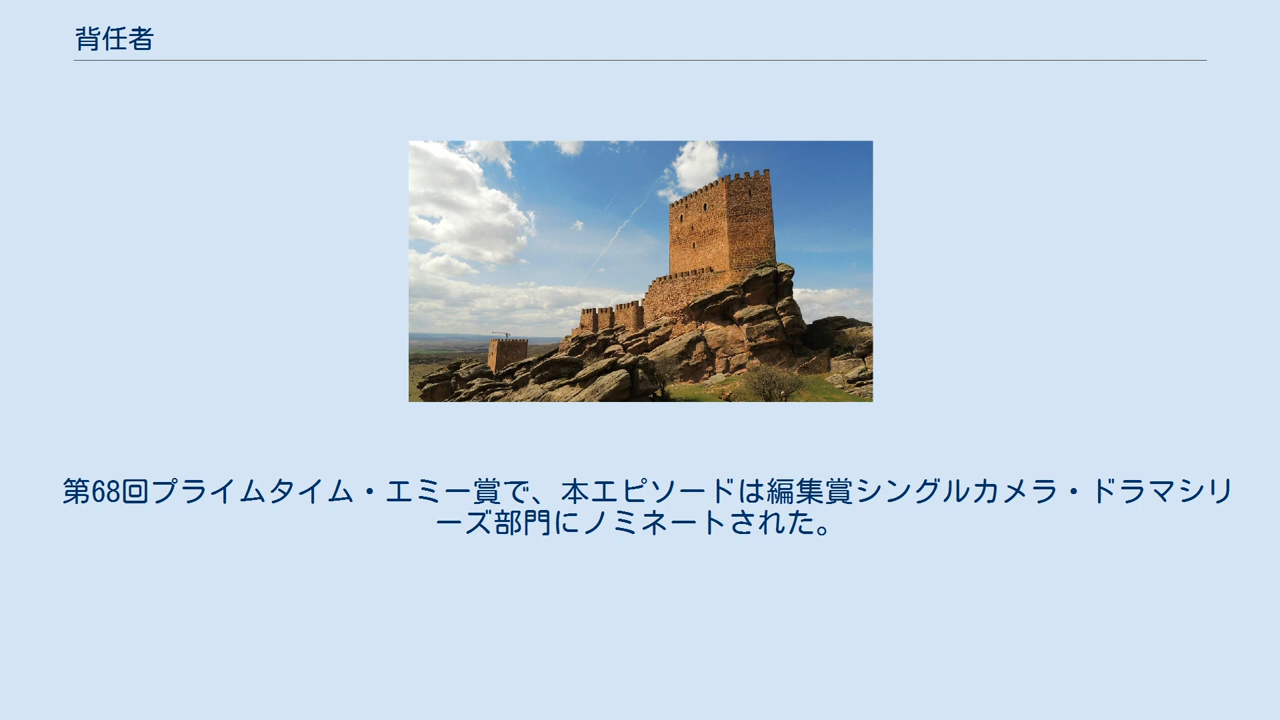 背任者
第68回プライムタイム・エミー賞で、本エピソードは編集賞シングルカメラ・ドラマシリ
ーズ部門にノミネートされた。